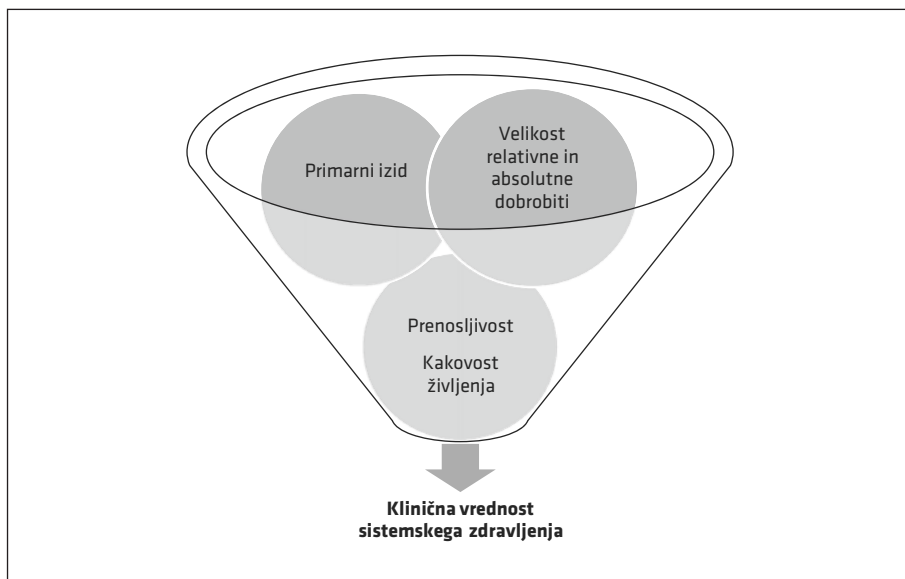 Primarni izid
Velikost
relativne in
absolutne
dobrobiti
Prenosljivost
Kakovost
življenja
Klinična vrednost
sistemskega zdravljenja